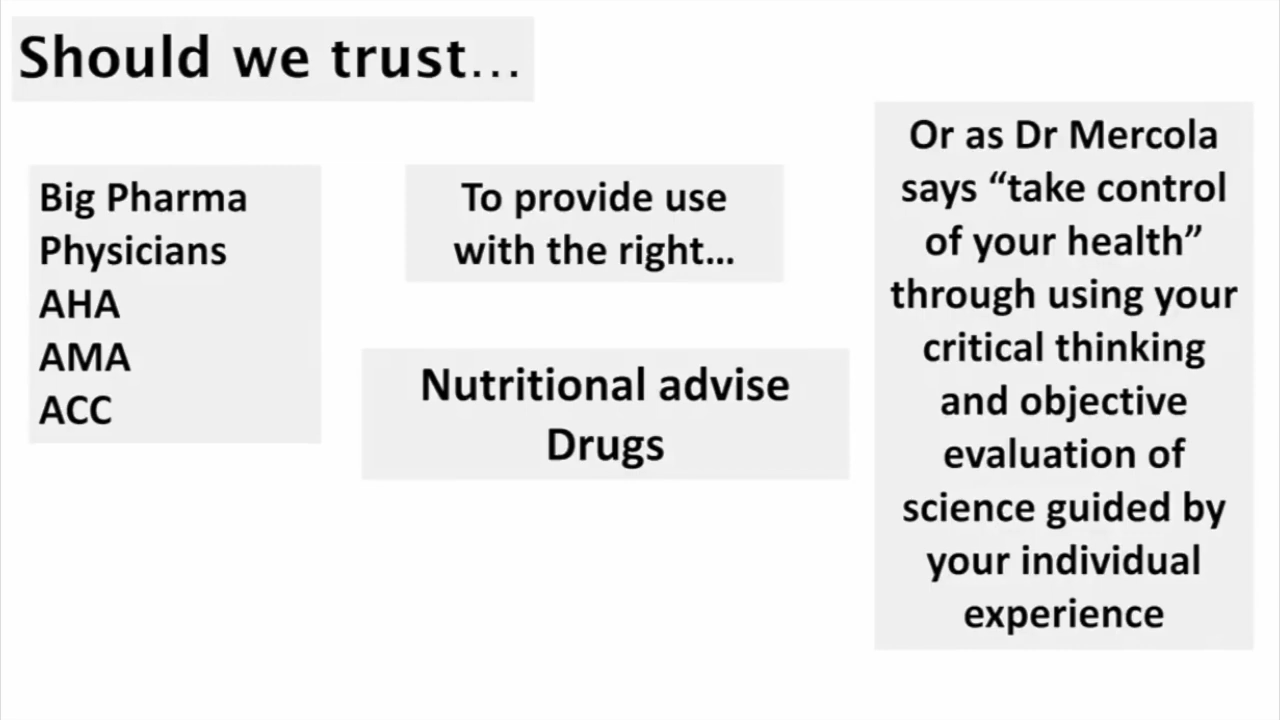 Should we trust...
Big Pharma
Physicians
AHA
AMA
ACC
To provide use
with the right...
Nutritional advise
Drugs
Or as Dr Mercola
says “take control
of your health”
through using your
critical thinking
and objective
evaluation of
science guided by
your individual
experience